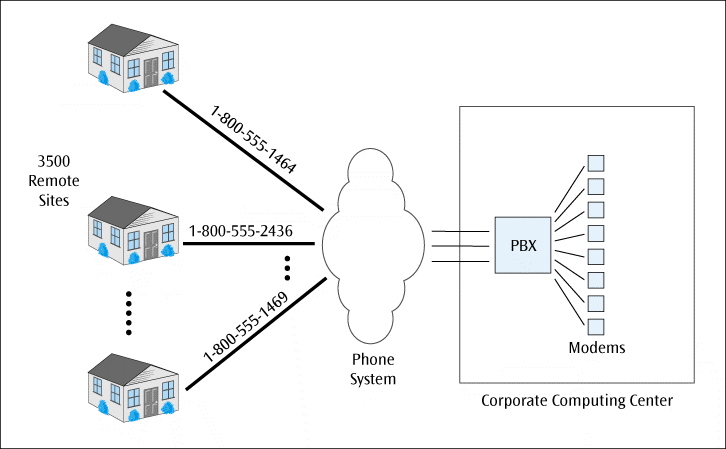 1-800-555-1464
3500
Remote
Sites
1-800-555-2436
1-800-555-1469
Phone
System
PBX
Modems
Corporate Computing Center